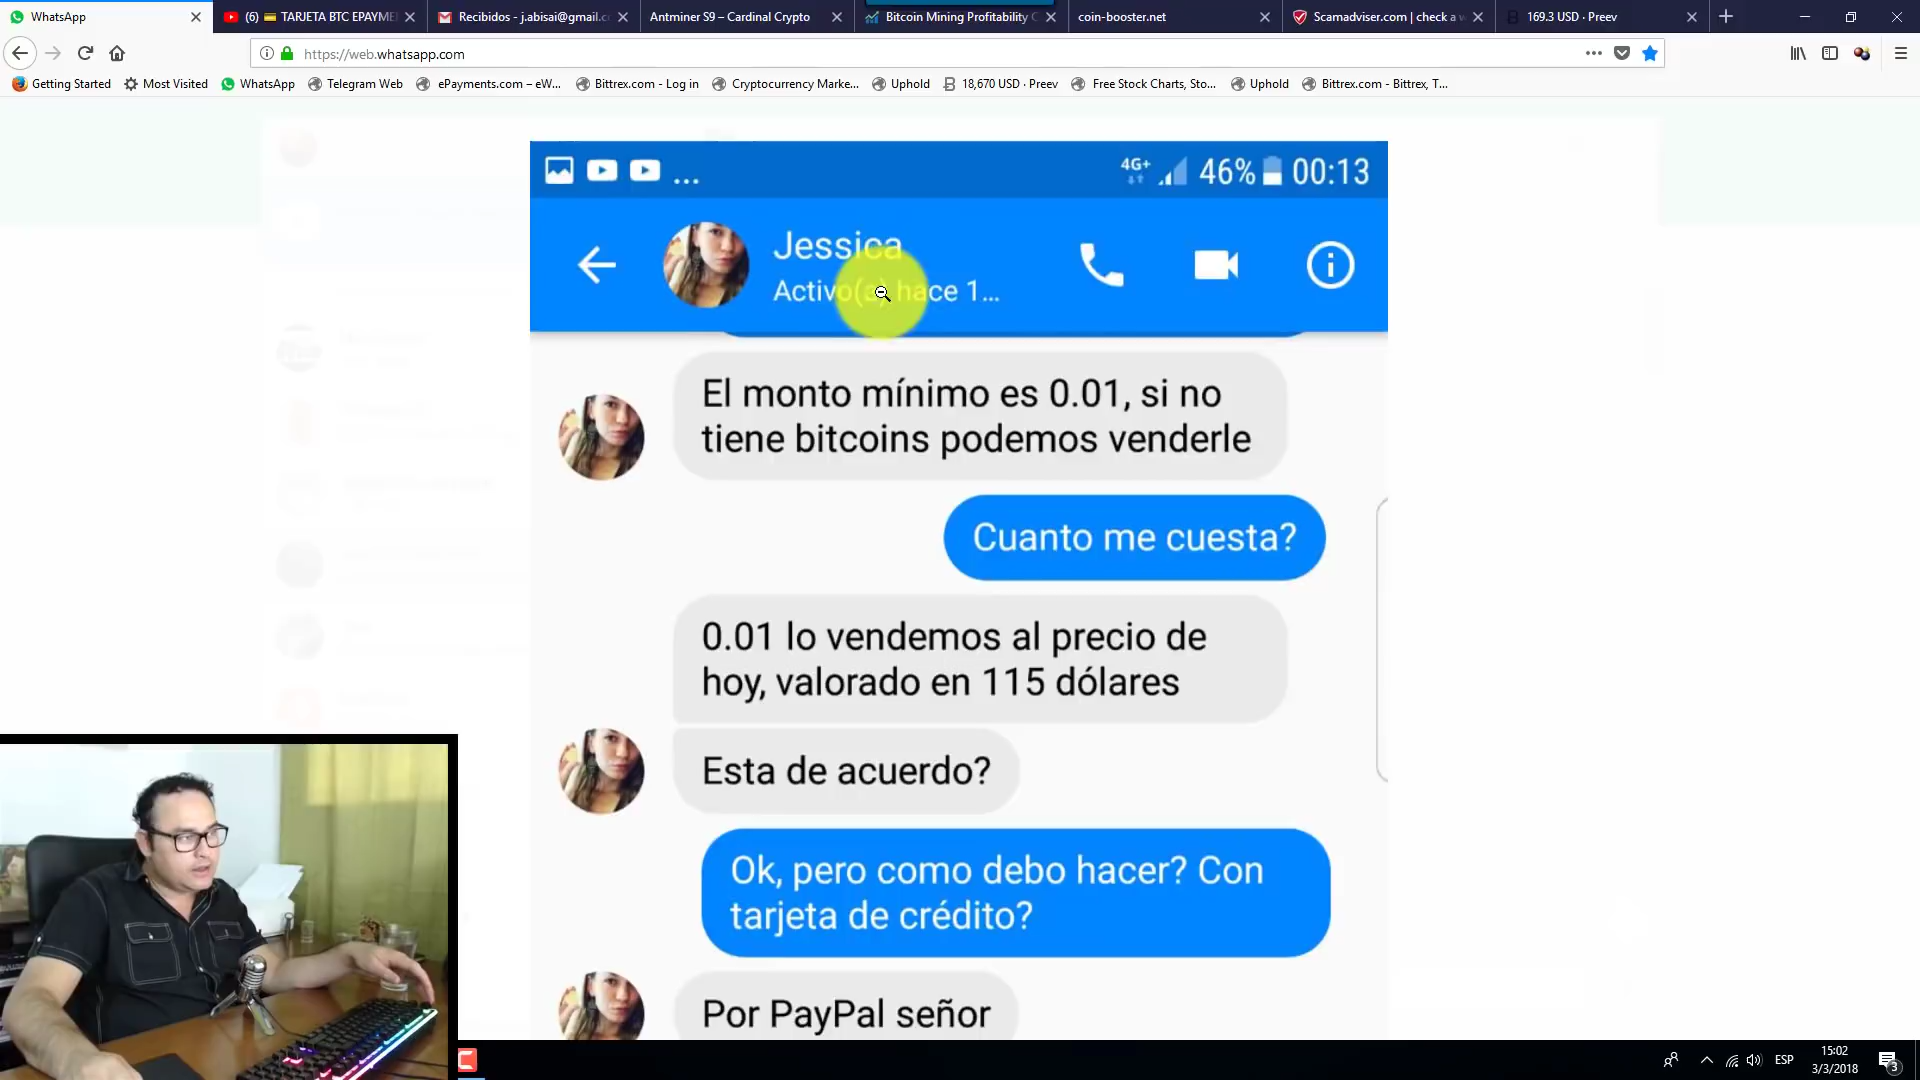 WhatsApp
(6) 💳 TARJETA BTC EPAYME
Recibidos - j.abisai@gmail.c
Antminer S9 – Cardinal Crypto
Bitcoin Mining Profitability C
coin-booster.net
Scamadviser.com | check a w
169.3 USD · Preev
https://web.whatsapp.com
Getting Started
Most Visited
WhatsApp
Telegram Web
ePayments.com – eW...
Bittrex.com - Log in
Cryptocurrency Marke...
Uphold
18,670 USD · Preev
Free Stock Charts, Sto...
Uphold
Bittrex.com - Bittrex, T...
... 4G+ 46% 00:13
Jessica
Activo(a) hace 1...
El monto mínimo es 0.01, si no
tiene bitcoins podemos venderle
Cuanto me cuesta?
0.01 lo vendemos al precio de
hoy, valorado en 115 dólares
Esta de acuerdo?
Ok, pero como debo hacer? Con
tarjeta de crédito?
Por PayPal señor
ESP
15:02
3/3/2018
3